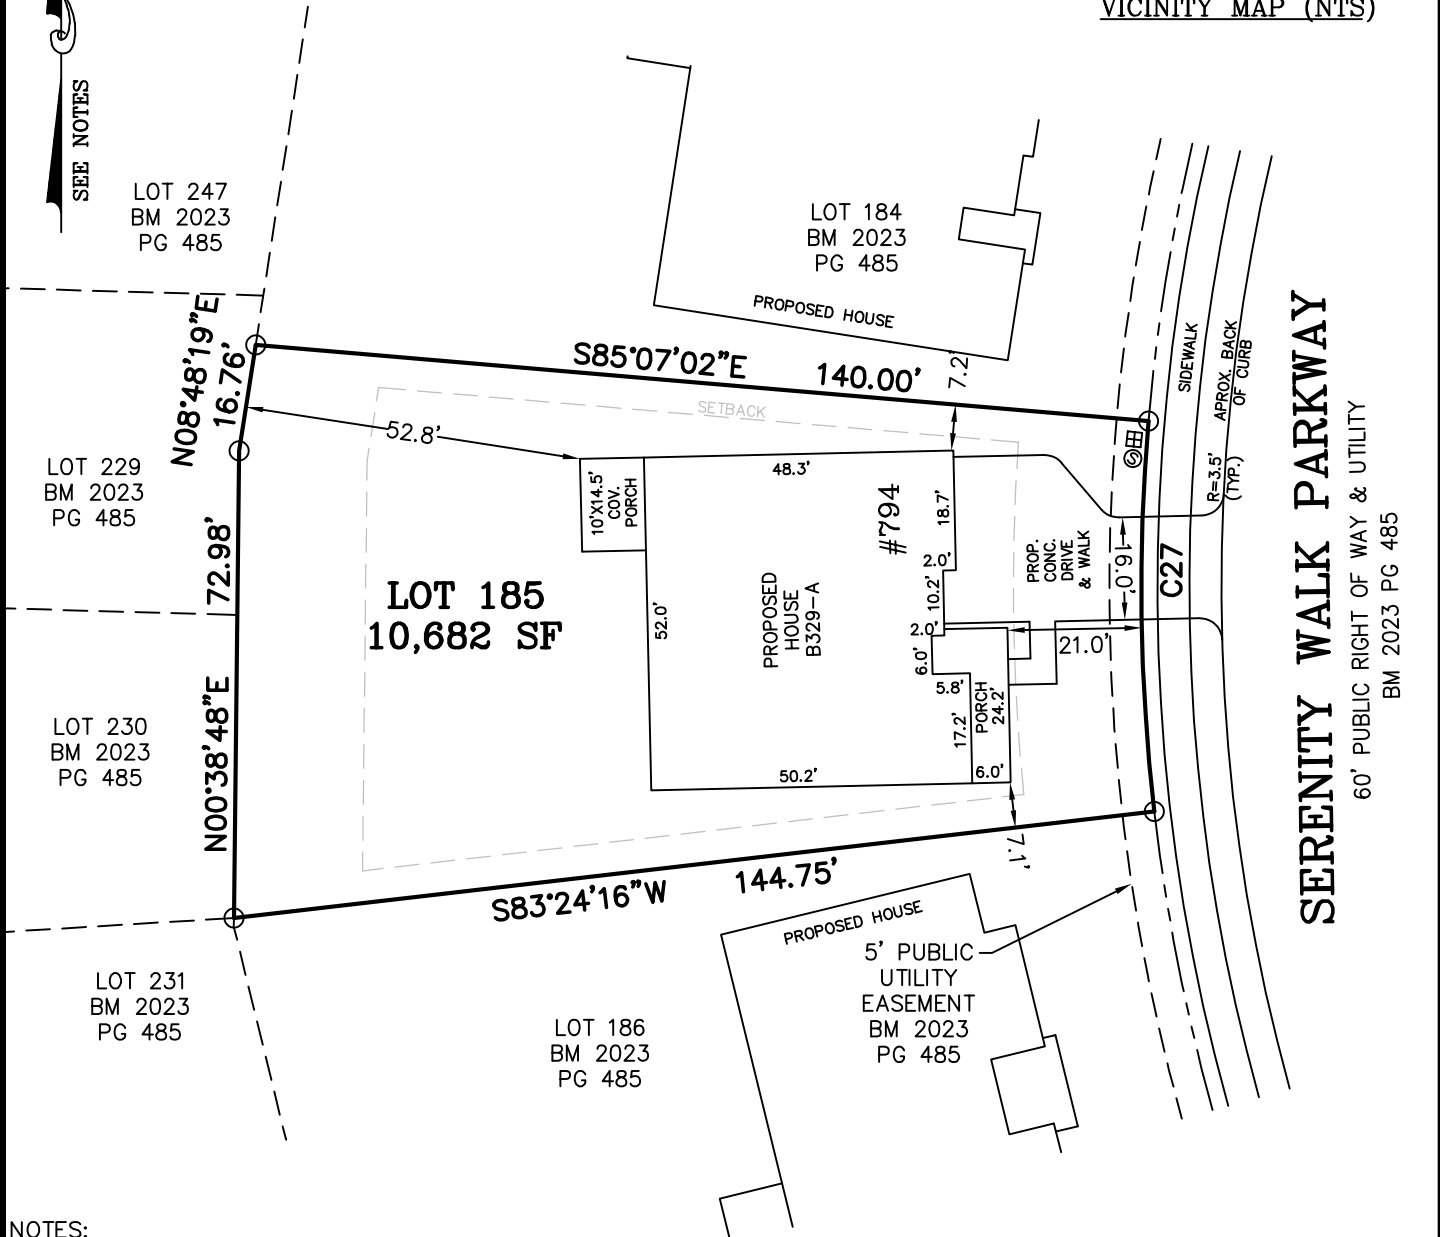 VICINITY MAP (NTS)
SEE NOTES
LOT 247
BM 2023
PG 485
LOT 184
BM 2023
PG 485
PROPOSED HOUSE
N08°48'19"E
16.76'
S85°07'02"E 140.00'
7.2'
SETBACK
52.8'
SIDEWALK
APROX. BACK
OF CURB
R=3.5'
(TYP.)
LOT 229
BM 2023
PG 485
10'X14.5'
COV.
PORCH
48.3'
#794
18.7'
2.0'
10.2'
2.0'
6.0'
5.8'
17.2'
PORCH
24.2'
6.0'
50.2'
52.0'
PROPOSED
HOUSE
B329-A
PROP.
CONC.
DRIVE
& WALK
16.0'
C27
21.0'
S
LOT 185
10,682 SF
72.98'
N00°38'48"E
LOT 230
BM 2023
PG 485
SERENITY WALK PARKWAY
60' PUBLIC RIGHT OF WAY & UTILITY
BM 2023 PG 485
7.1'
S83°24'16"W 144.75'
PROPOSED HOUSE
5' PUBLIC
UTILITY
EASEMENT
BM 2023
PG 485
LOT 231
BM 2023
PG 485
LOT 186
BM 2023
PG 485
NOTES: